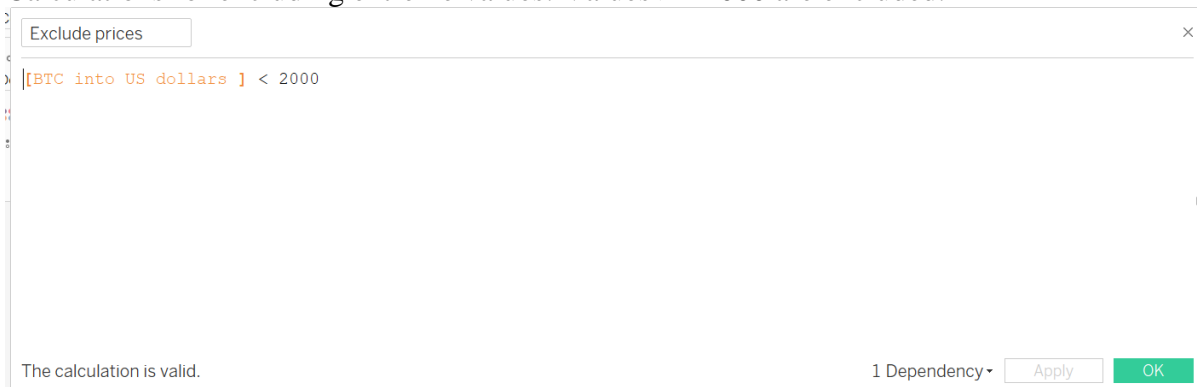 Exclude prices
[BTC into US dollars ] < 2000
The calculation is valid.
1 Dependency
Apply
OK